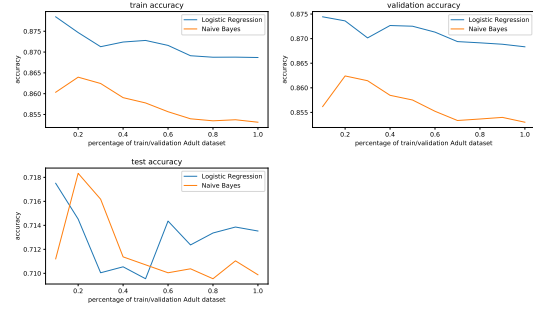 train accuracy
0.875
0.870
0.865
0.860
0.855
accuracy
Logistic Regression
Naive Bayes
0.2
0.4
0.6
0.8
1.0
percentage of train/validation Adult dataset
validation accuracy
0.875
0.870
0.865
0.860
0.855
accuracy
Logistic Regression
Naive Bayes
0.2
0.4
0.6
0.8
1.0
percentage of train/validation Adult dataset
test accuracy
0.718
0.716
0.714
0.712
0.710
accuracy
Logistic Regression
Naive Bayes
0.2
0.4
0.6
0.8
1.0
percentage of train/validation Adult dataset